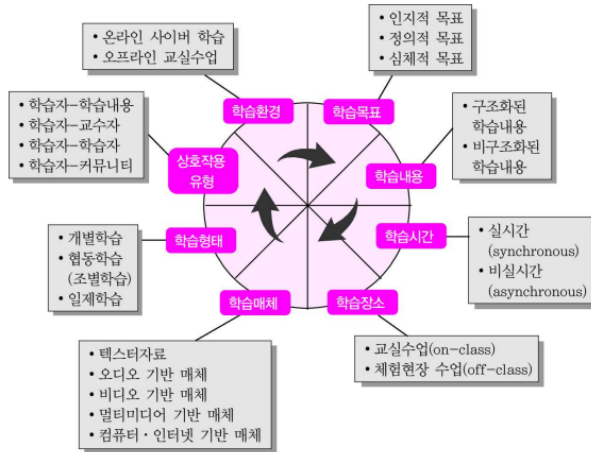 • 온라인 사이버 학습
• 오프라인 교실수업
• 인지적 목표
• 정의적 목표
• 심체적 목표
학습환경
학습목표
• 학습자-학습내용
• 학습자-교수자
• 학습자-학습자
• 학습자-커뮤니티
상호작용
유형
학습내용
• 구조화된
학습내용
• 비구조화된
학습내용
• 개별학습
• 협동학습
(조별학습)
• 일제학습
학습형태
학습시간
• 실시간
(synchronous)
• 비실시간
(asynchronous)
학습매체
학습장소
• 텍스터자료
• 오디오 기반 매체
• 비디오 기반 매체
• 멀티미디어 기반 매체
• 컴퓨터·인터넷 기반 매체
• 교실수업(on-class)
• 체험현장 수업(off-class)